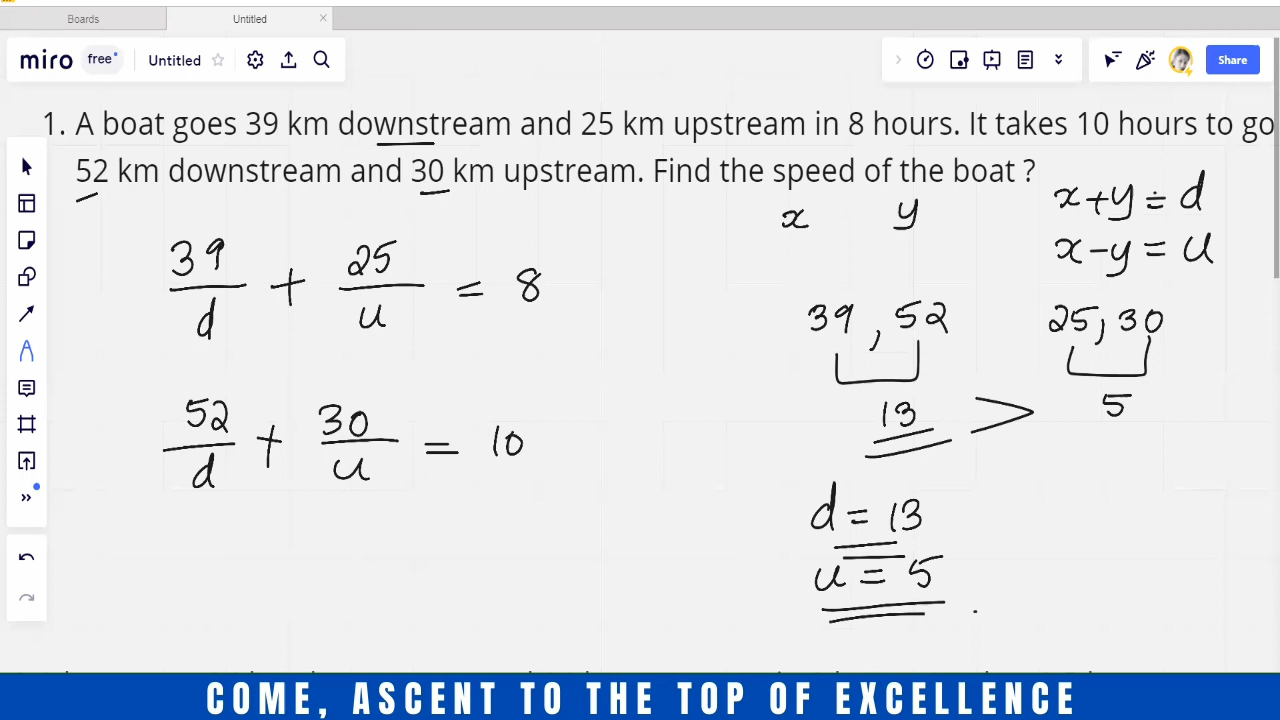 Boards Untitled
miro free Untitled Share
1. A boat goes 39 km downstream and 25 km upstream in 8 hours. It takes 10 hours to go
52 km downstream and 30 km upstream. Find the speed of the boat ?
x y
x+y = d
x-y = u
39/d + 25/u = 8
39 , 52 25, 30
13 > 5
52/d + 30/u = 10
d = 13
u = 5
COME, ASCENT TO THE TOP OF EXCELLENCE